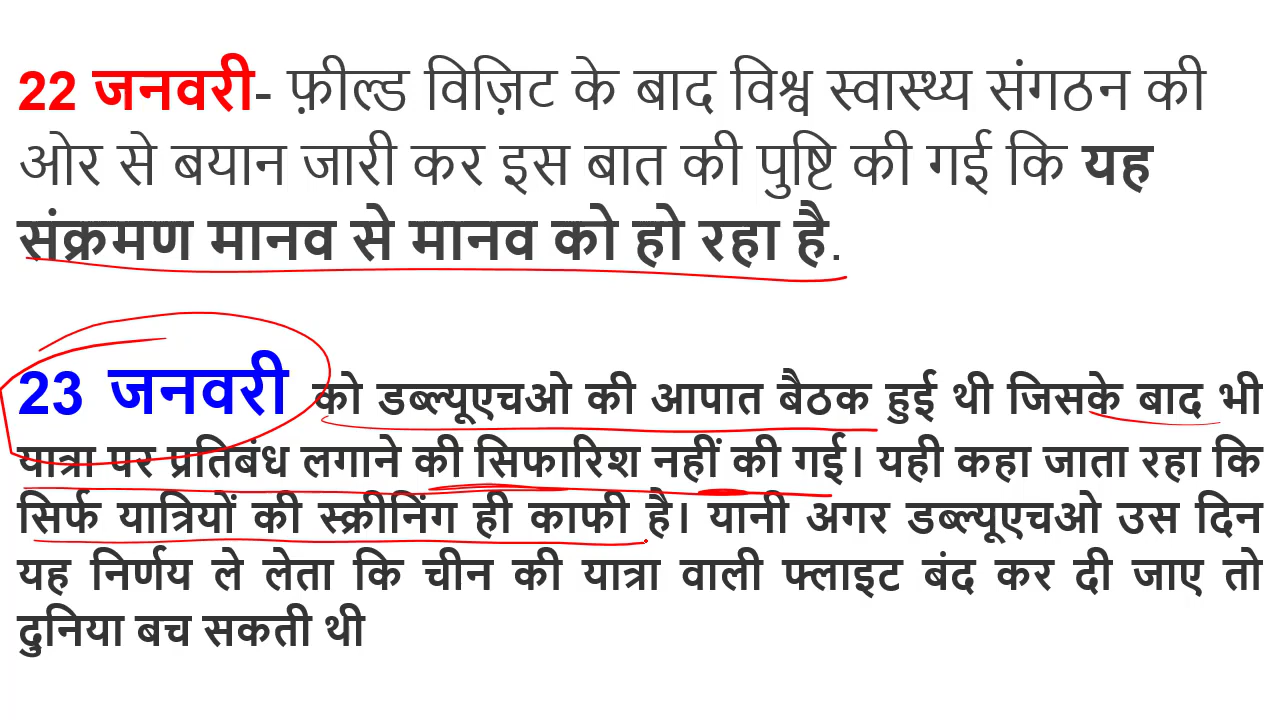 22 जनवरी- फ़ील्ड विज़िट के बाद विश्व स्वास्थ्य संगठन की
ओर से बयान जारी कर इस बात की पुष्टि की गई कि यह
संक्रमण मानव से मानव को हो रहा है.
23 जनवरी को डब्ल्यूएचओ की आपात बैठक हुई थी जिसके बाद भी
यात्रा पर प्रतिबंध लगाने की सिफारिश नहीं की गई। यही कहा जाता रहा कि
सिर्फ यात्रियों की स्क्रीनिंग ही काफी है। यानी अगर डब्ल्यूएचओ उस दिन
यह निर्णय ले लेता कि चीन की यात्रा वाली फ्लाइट बंद कर दी जाए तो
दुनिया बच सकती थी